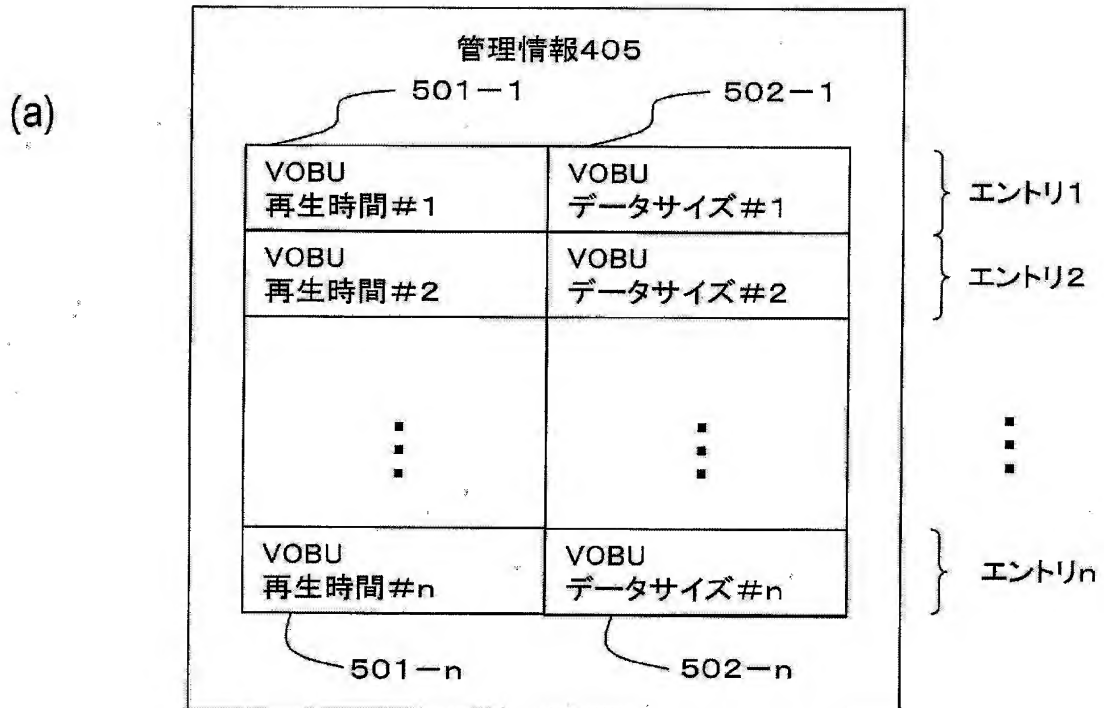 管理情報405
(a)
501－1
502－1
VOBU
再生時間＃1
VOBU
データサイズ＃1
エントリ1
VOBU
再生時間＃2
VOBU
データサイズ＃2
エントリ2
VOBU
再生時間＃n
VOBU
データサイズ＃n
エントリn
501－n
502－n